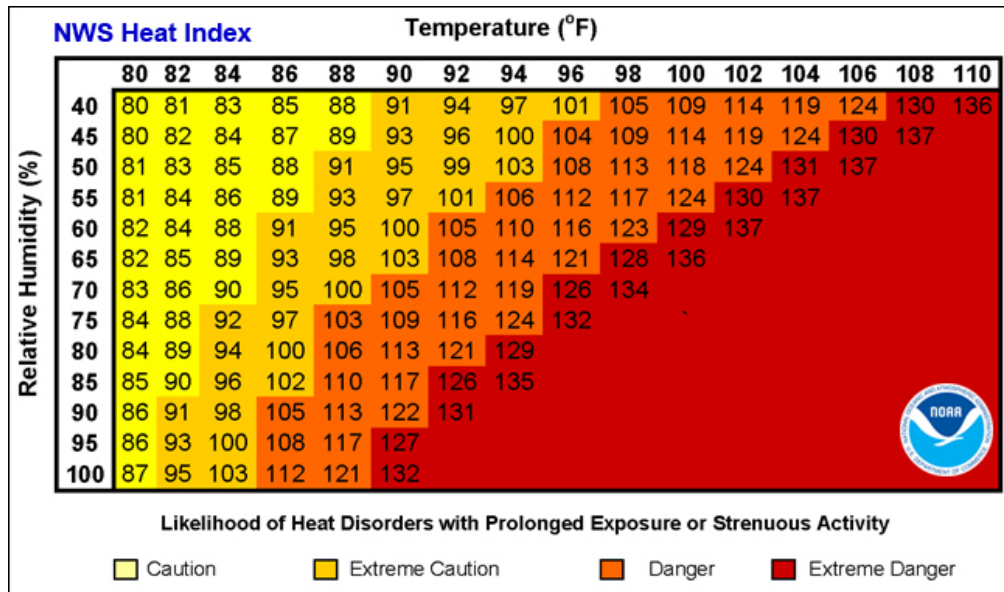 NWS Heat Index
Temperature (°F)
80 82 84 86 88 90 92 94 96 98 100 102 104 106 108 110
Relative Humidity (%)
40 80 81 83 85 88 91 94 97 101 105 109 114 119 124 130 136
45 80 82 84 87 89 93 96 100 104 109 114 119 124 130 137
50 81 83 85 88 91 95 99 103 108 113 118 124 131 137
55 81 84 86 89 93 97 101 106 112 117 124 130 137
60 82 84 88 91 95 100 105 110 116 123 129 137
65 82 85 89 93 98 103 108 114 121 128 136
70 83 86 90 95 100 105 112 119 126 134
75 84 88 92 97 103 109 116 124 132
80 84 89 94 100 106 113 121 129
85 85 90 96 102 110 117 126 135
90 86 91 98 105 113 122 131
95 86 93 100 108 117 127
100 87 95 103 112 121 132
NATIONAL OCEANIC AND ATMOSPHERIC ADMINISTRATION
NOAA
U.S. DEPARTMENT OF COMMERCE
Likelihood of Heat Disorders with Prolonged Exposure or Strenuous Activity
Caution
Extreme Caution
Danger
Extreme Danger